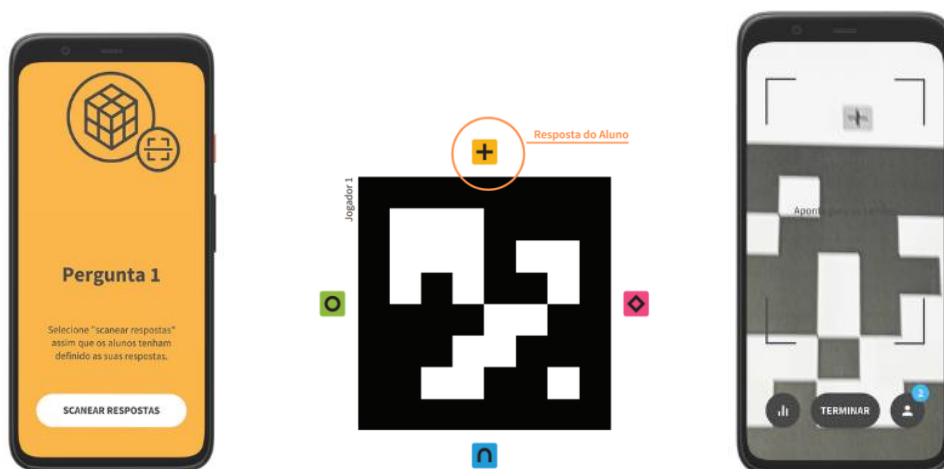 Pergunta 1
Selecione "scanear respostas"
assim que os alunos tenham
definido as suas respostas.
SCANEAR RESPOSTAS
Resposta do Aluno
Jogador 1
TERMINAR
2